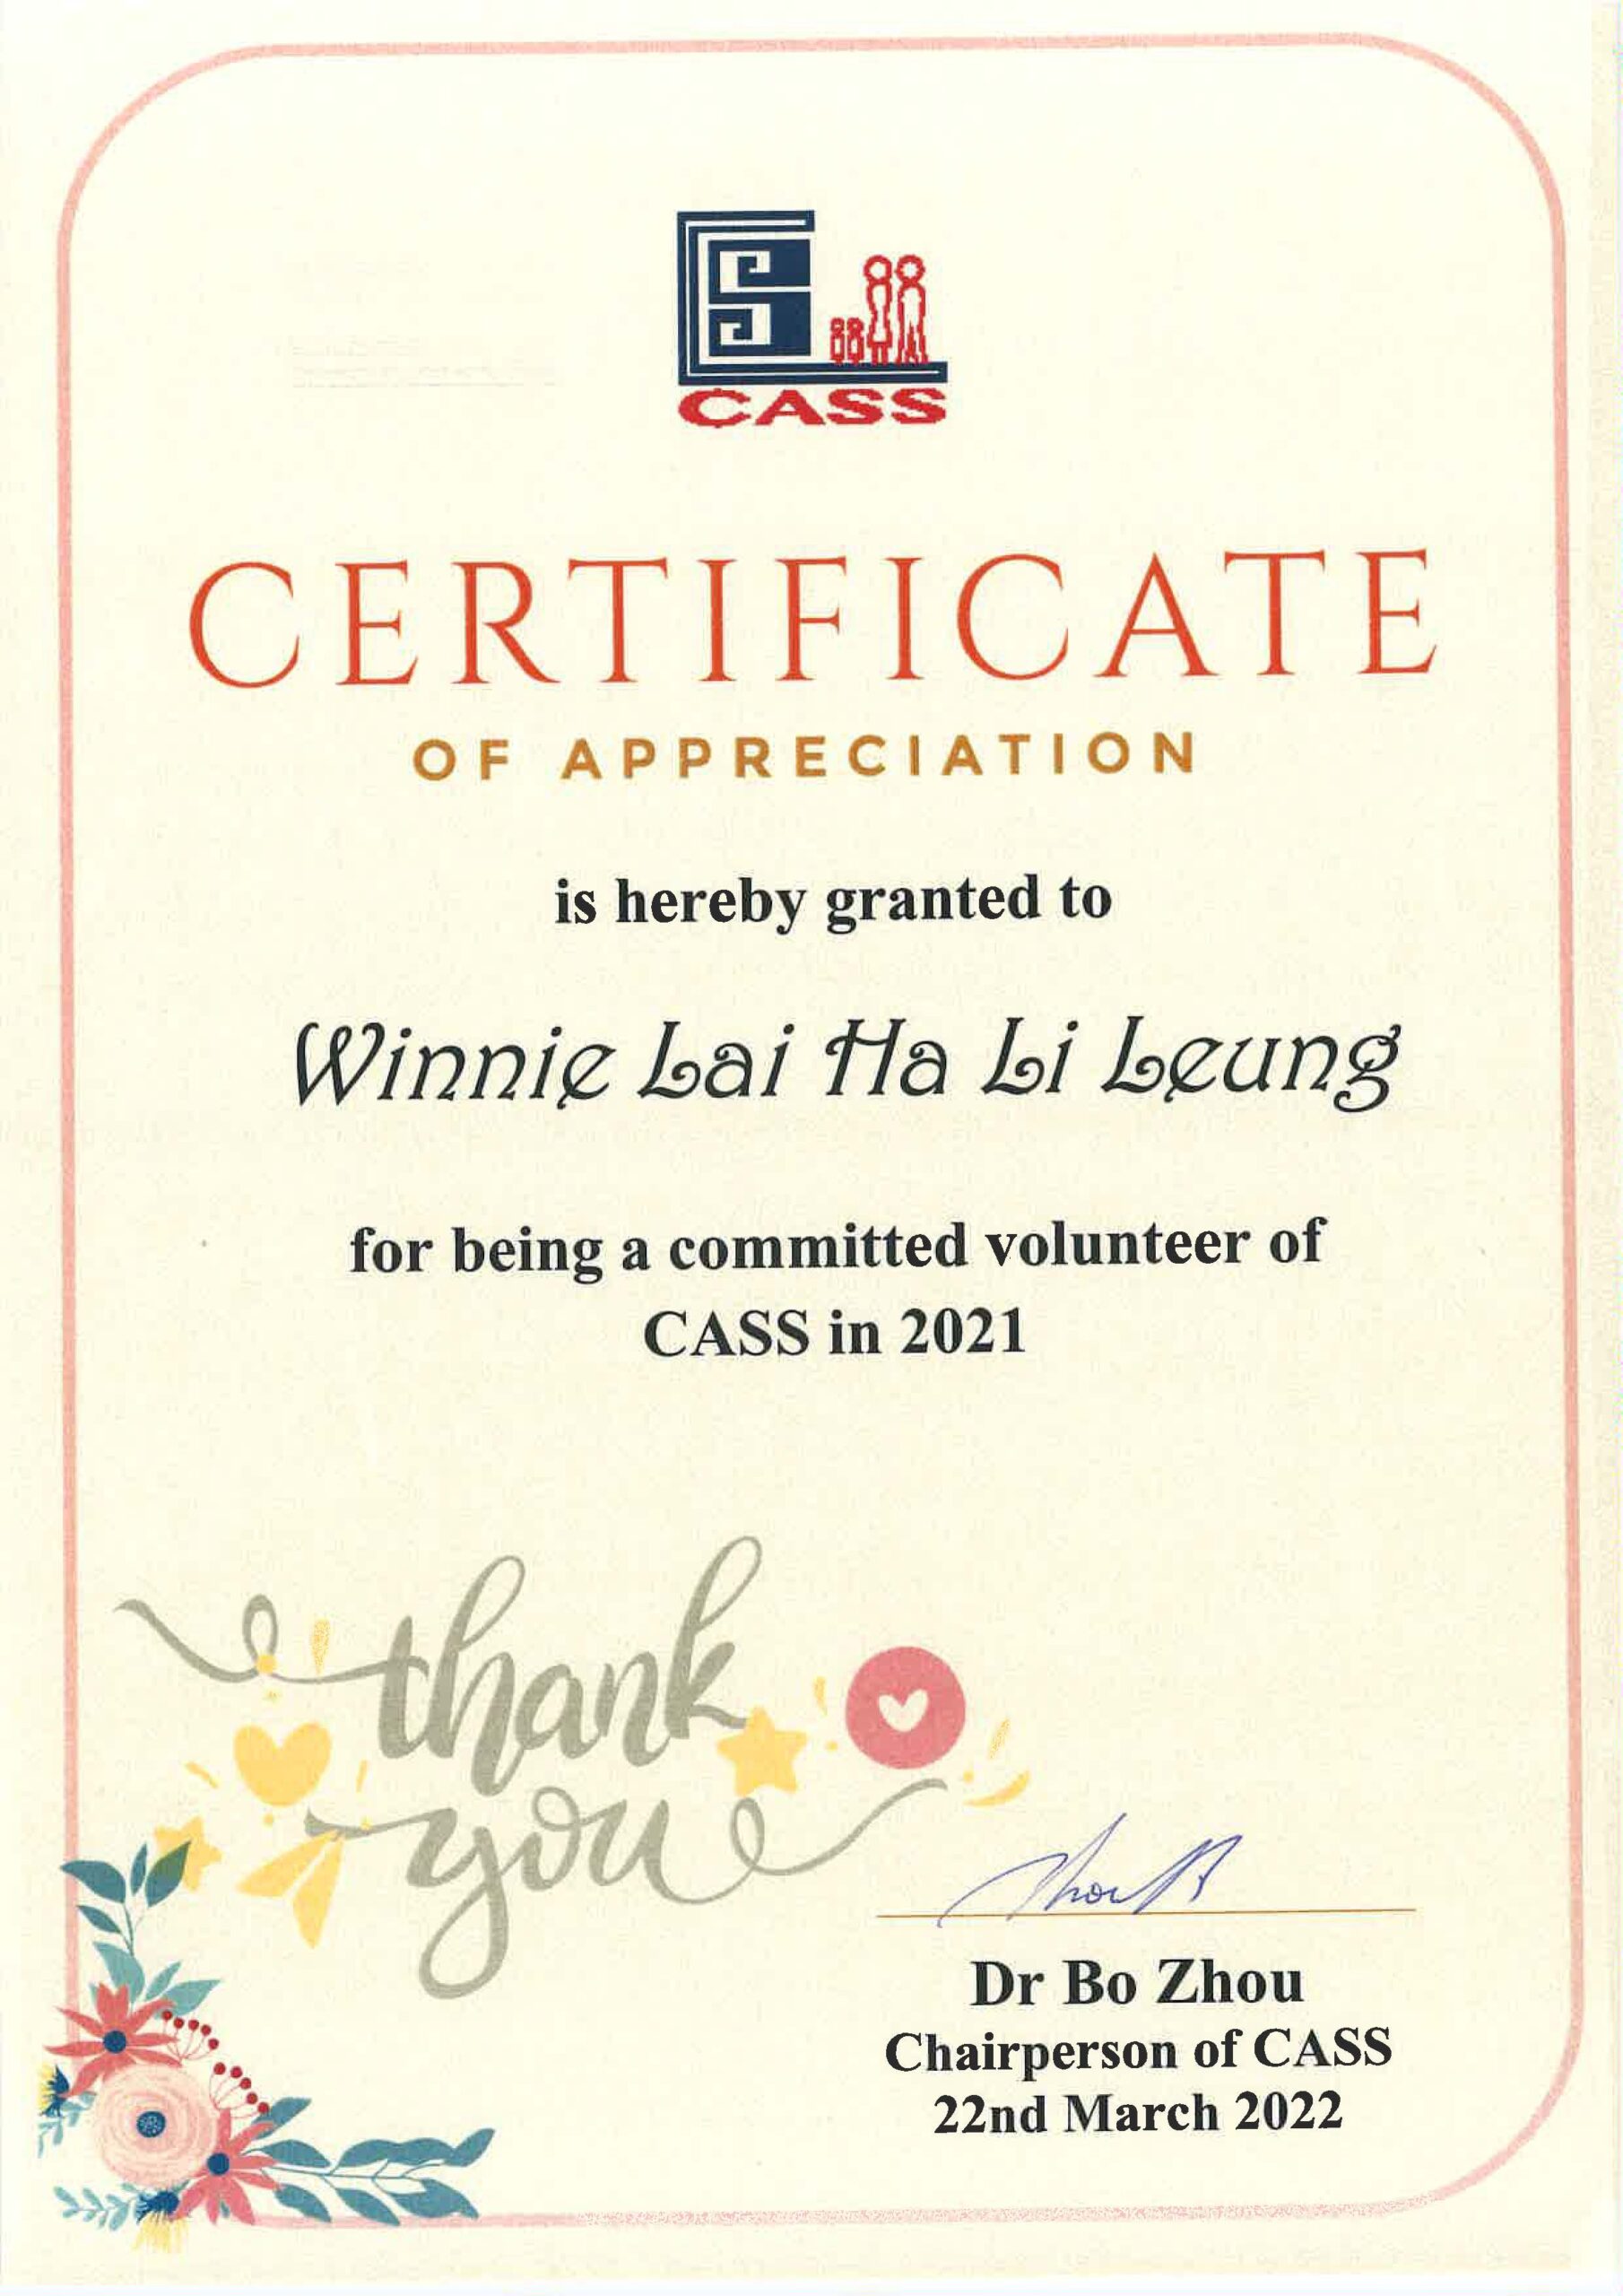 CASS
CERTIFICATE
OF APPRECIATION
is hereby granted to
Winnie Lai Ha Li Leung
for being a committed volunteer of
CASS in 2021
thank
you
Dr Bo Zhou
Chairperson of CASS
22nd March 2022